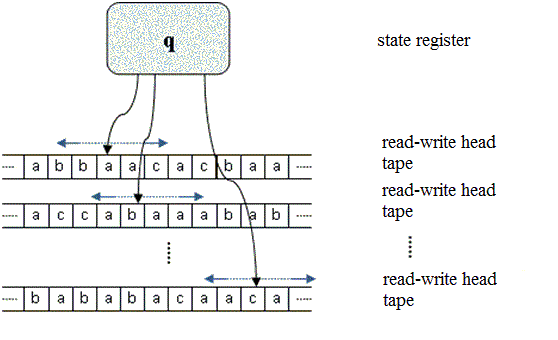 q
state register
read-write head
a b b a a c a c b a a
tape
read-write head
a c c a b a a a b a b
tape
read-write head
b a b a b a c a a c a
tape